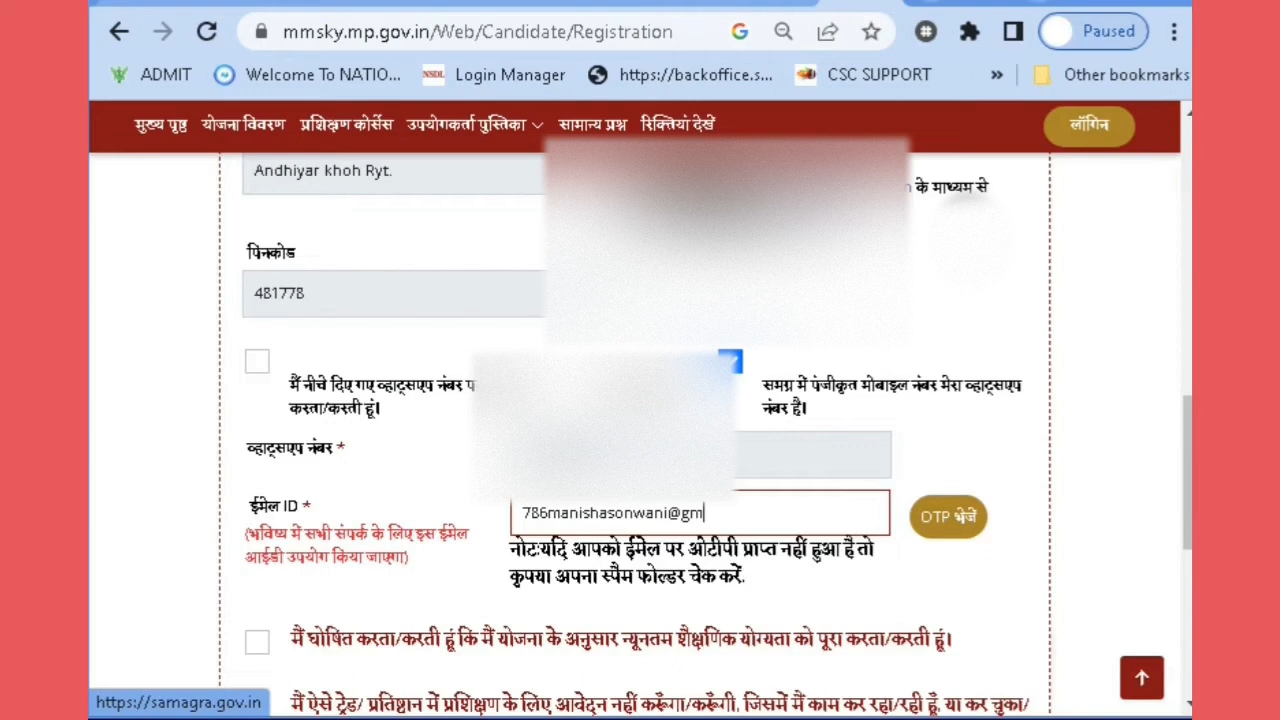 mmsky.mp.gov.in/Web/Candidate/Registration
Paused
ADMIT
Welcome To NATIO...
NSDL
Login Manager
https://backoffice.s...
CSC SUPPORT
»
Other bookmarks
मुख्य पृष्ठ योजना विवरण प्रशिक्षण कोर्सेस उपयोगकर्ता पुस्तिका सामान्य प्रश्न रिक्तियां देखें
लॉगिन
Andhiyar khoh Ryt.
के माध्यम से
पिनकोड
481778
मैं नीचे दिए गए व्हाट्सएप नंबर
करता/करती हूं।
समग्र में पंजीकृत मोबाइल नंबर मेरा व्हाट्सएप
नंबर है।
व्हाट्सएप नंबर *
ईमेल ID *
(भविष्य में सभी संपर्क के लिए इस ईमेल
आईडी उपयोग किया जाएगा)
786manishasonwani@gm
OTP भेजें
नोट:यदि आपको ईमेल पर ओटीपी प्राप्त नहीं हुआ है तो
कृपया अपना स्पैम फोल्डर चेक करें.
मैं घोषित करता/करती हूं कि मैं योजना के अनुसार न्यूनतम शैक्षणिक योग्यता को पूरा करता/करती हूं।
मैं ऐसे ट्रेड/ प्रतिष्ठान में प्रशिक्षण के लिए आवेदन नहीं करूँगा/करूँगी, जिसमें मैं काम कर रहा/रही हूँ, या कर चुका/
https://samagra.gov.in